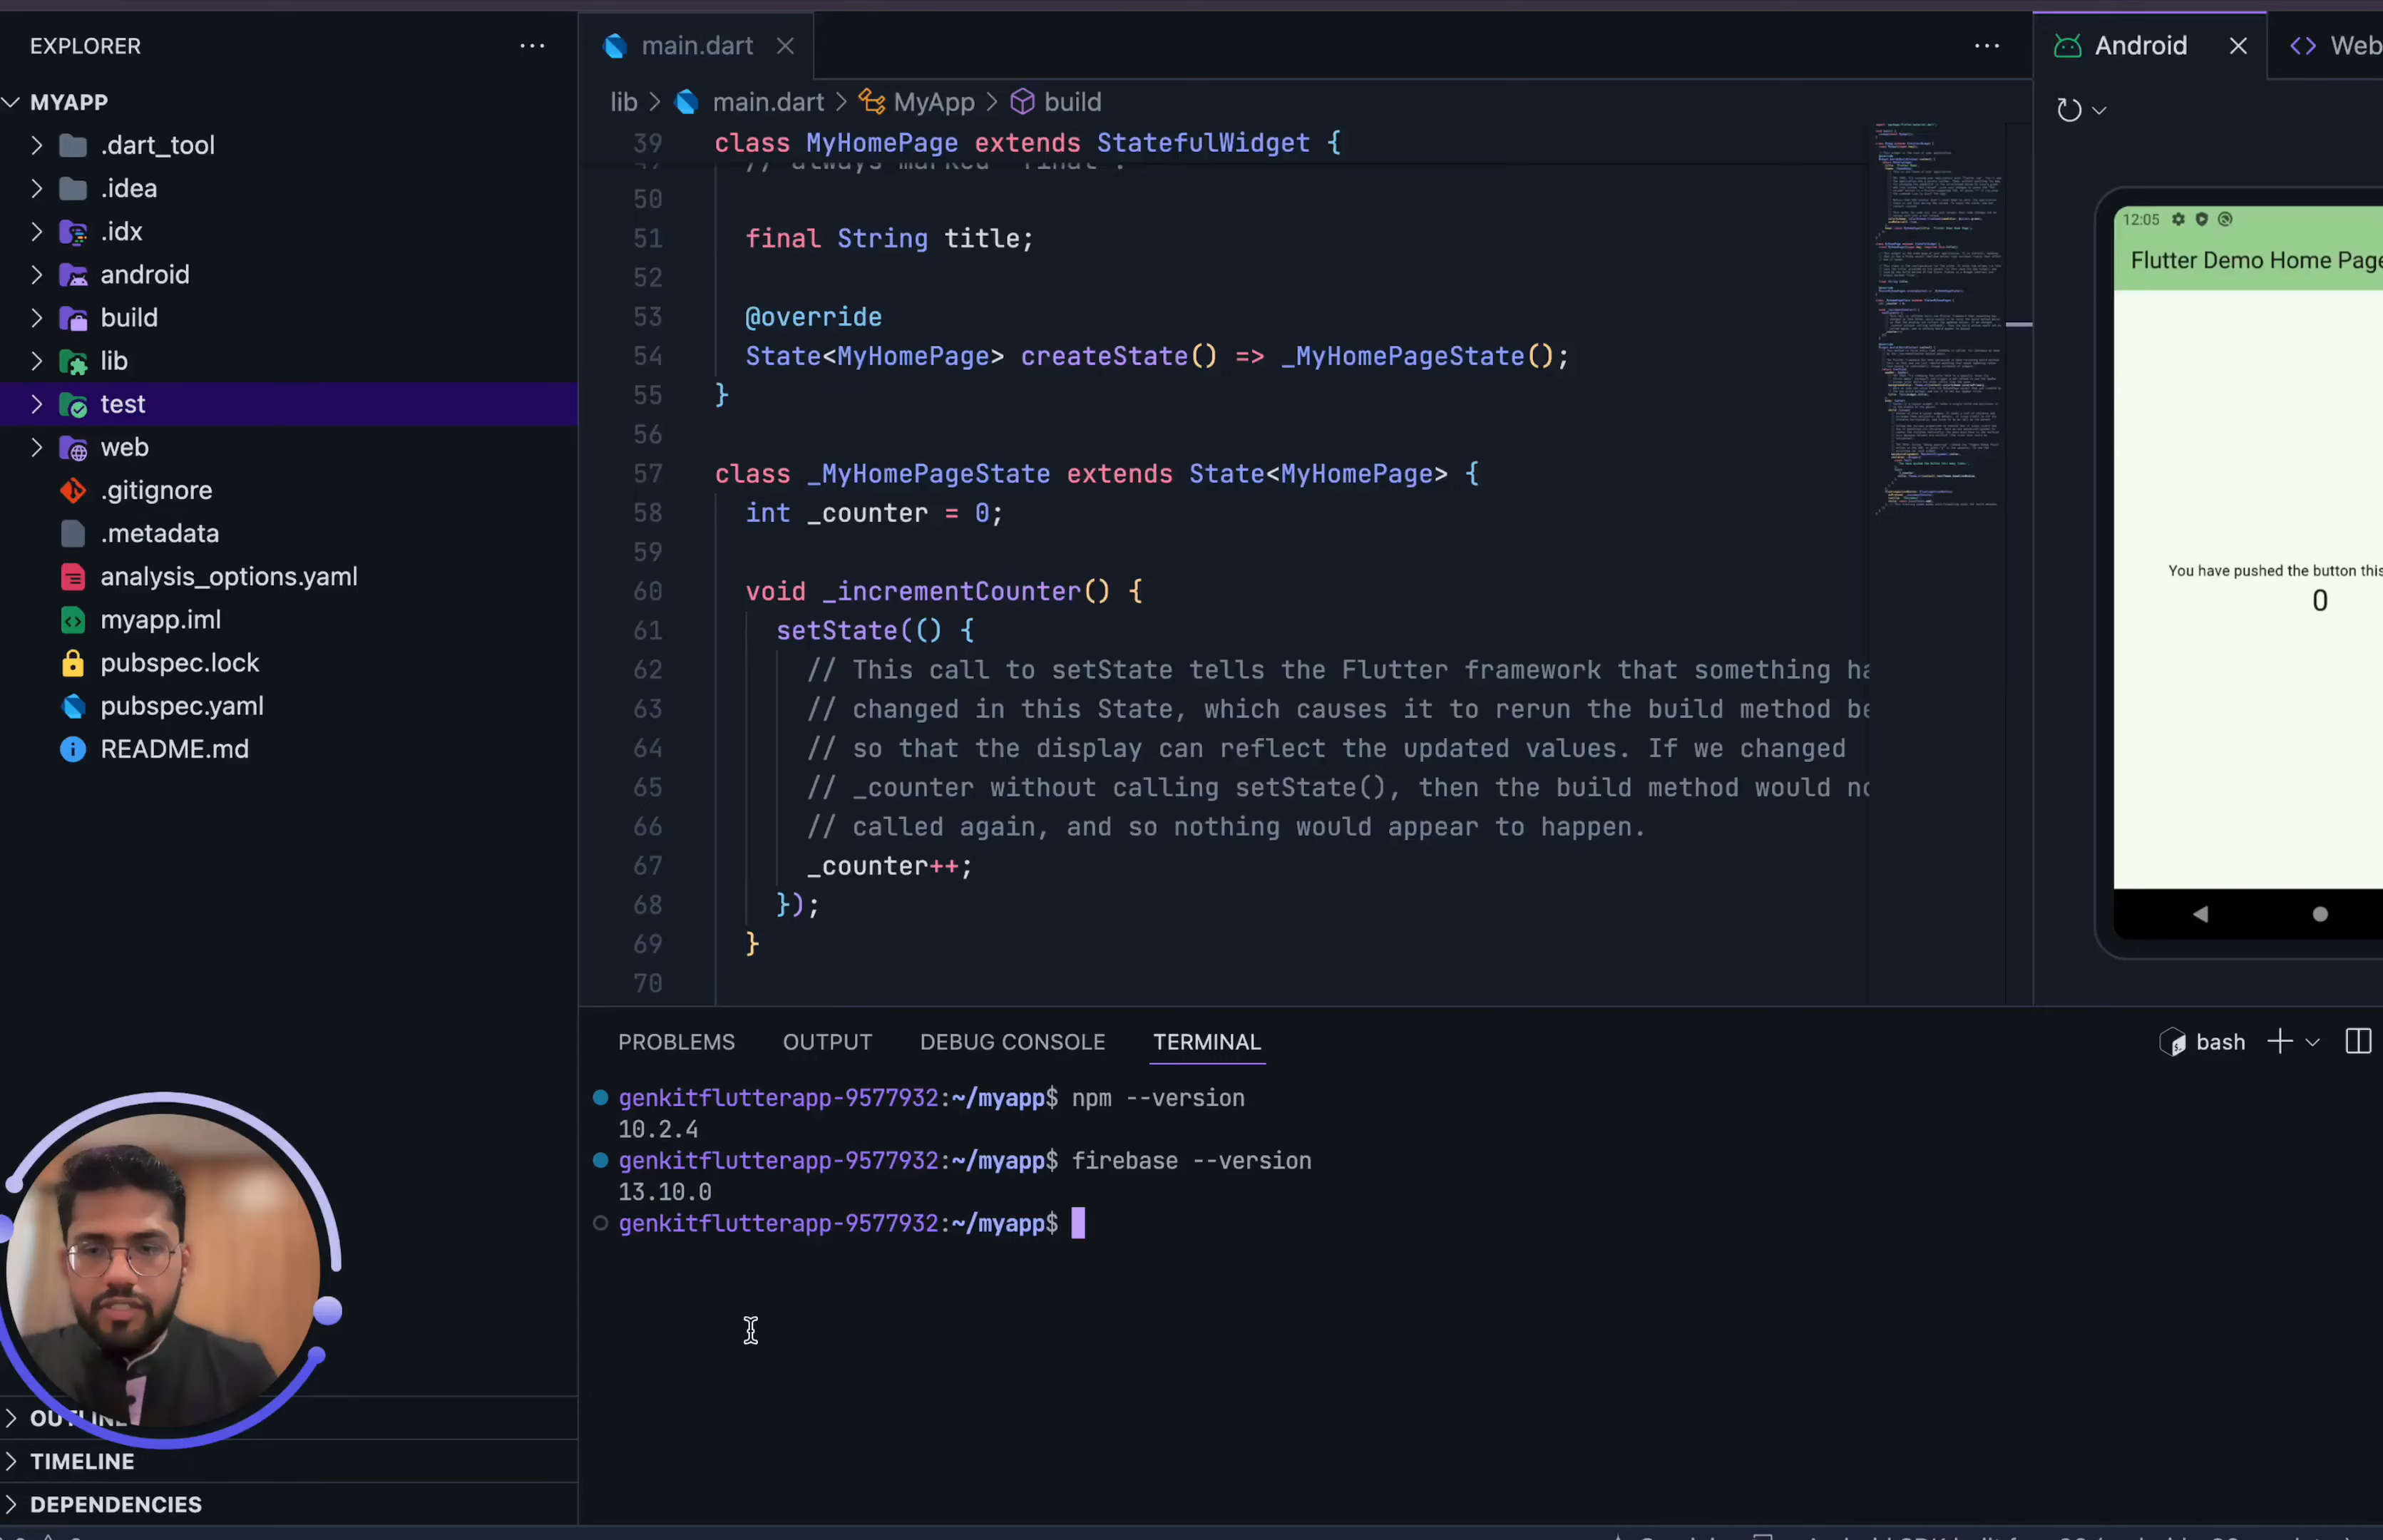 EXPLORER
MYAPP
.dart_tool
.idea
.idx
android
build
lib
test
web
.gitignore
.metadata
analysis_options.yaml
myapp.iml
pubspec.lock
pubspec.yaml
README.md
OUTLINE
TIMELINE
DEPENDENCIES
main.dart
lib > main.dart > MyApp > build
39 class MyHomePage extends StatefulWidget {
49 // always marked "final".
50
51 final String title;
52
53 @override
54 State<MyHomePage> createState() => _MyHomePageState();
55 }
56
57 class _MyHomePageState extends State<MyHomePage> {
58 int _counter = 0;
59
60 void _incrementCounter() {
61 setState(() {
62 // This call to setState tells the Flutter framework that something ha
63 // changed in this State, which causes it to rerun the build method be
64 // so that the display can reflect the updated values. If we changed
65 // _counter without calling setState(), then the build method would no
66 // called again, and so nothing would appear to happen.
67 _counter++;
68 });
69 }
70
Android
Web
12:05
Flutter Demo Home Page
You have pushed the button this
0
PROBLEMS OUTPUT DEBUG CONSOLE TERMINAL
bash
genkitflutterapp-9577932:~/myapp$ npm --version
10.2.4
genkitflutterapp-9577932:~/myapp$ firebase --version
13.10.0
genkitflutterapp-9577932:~/myapp$